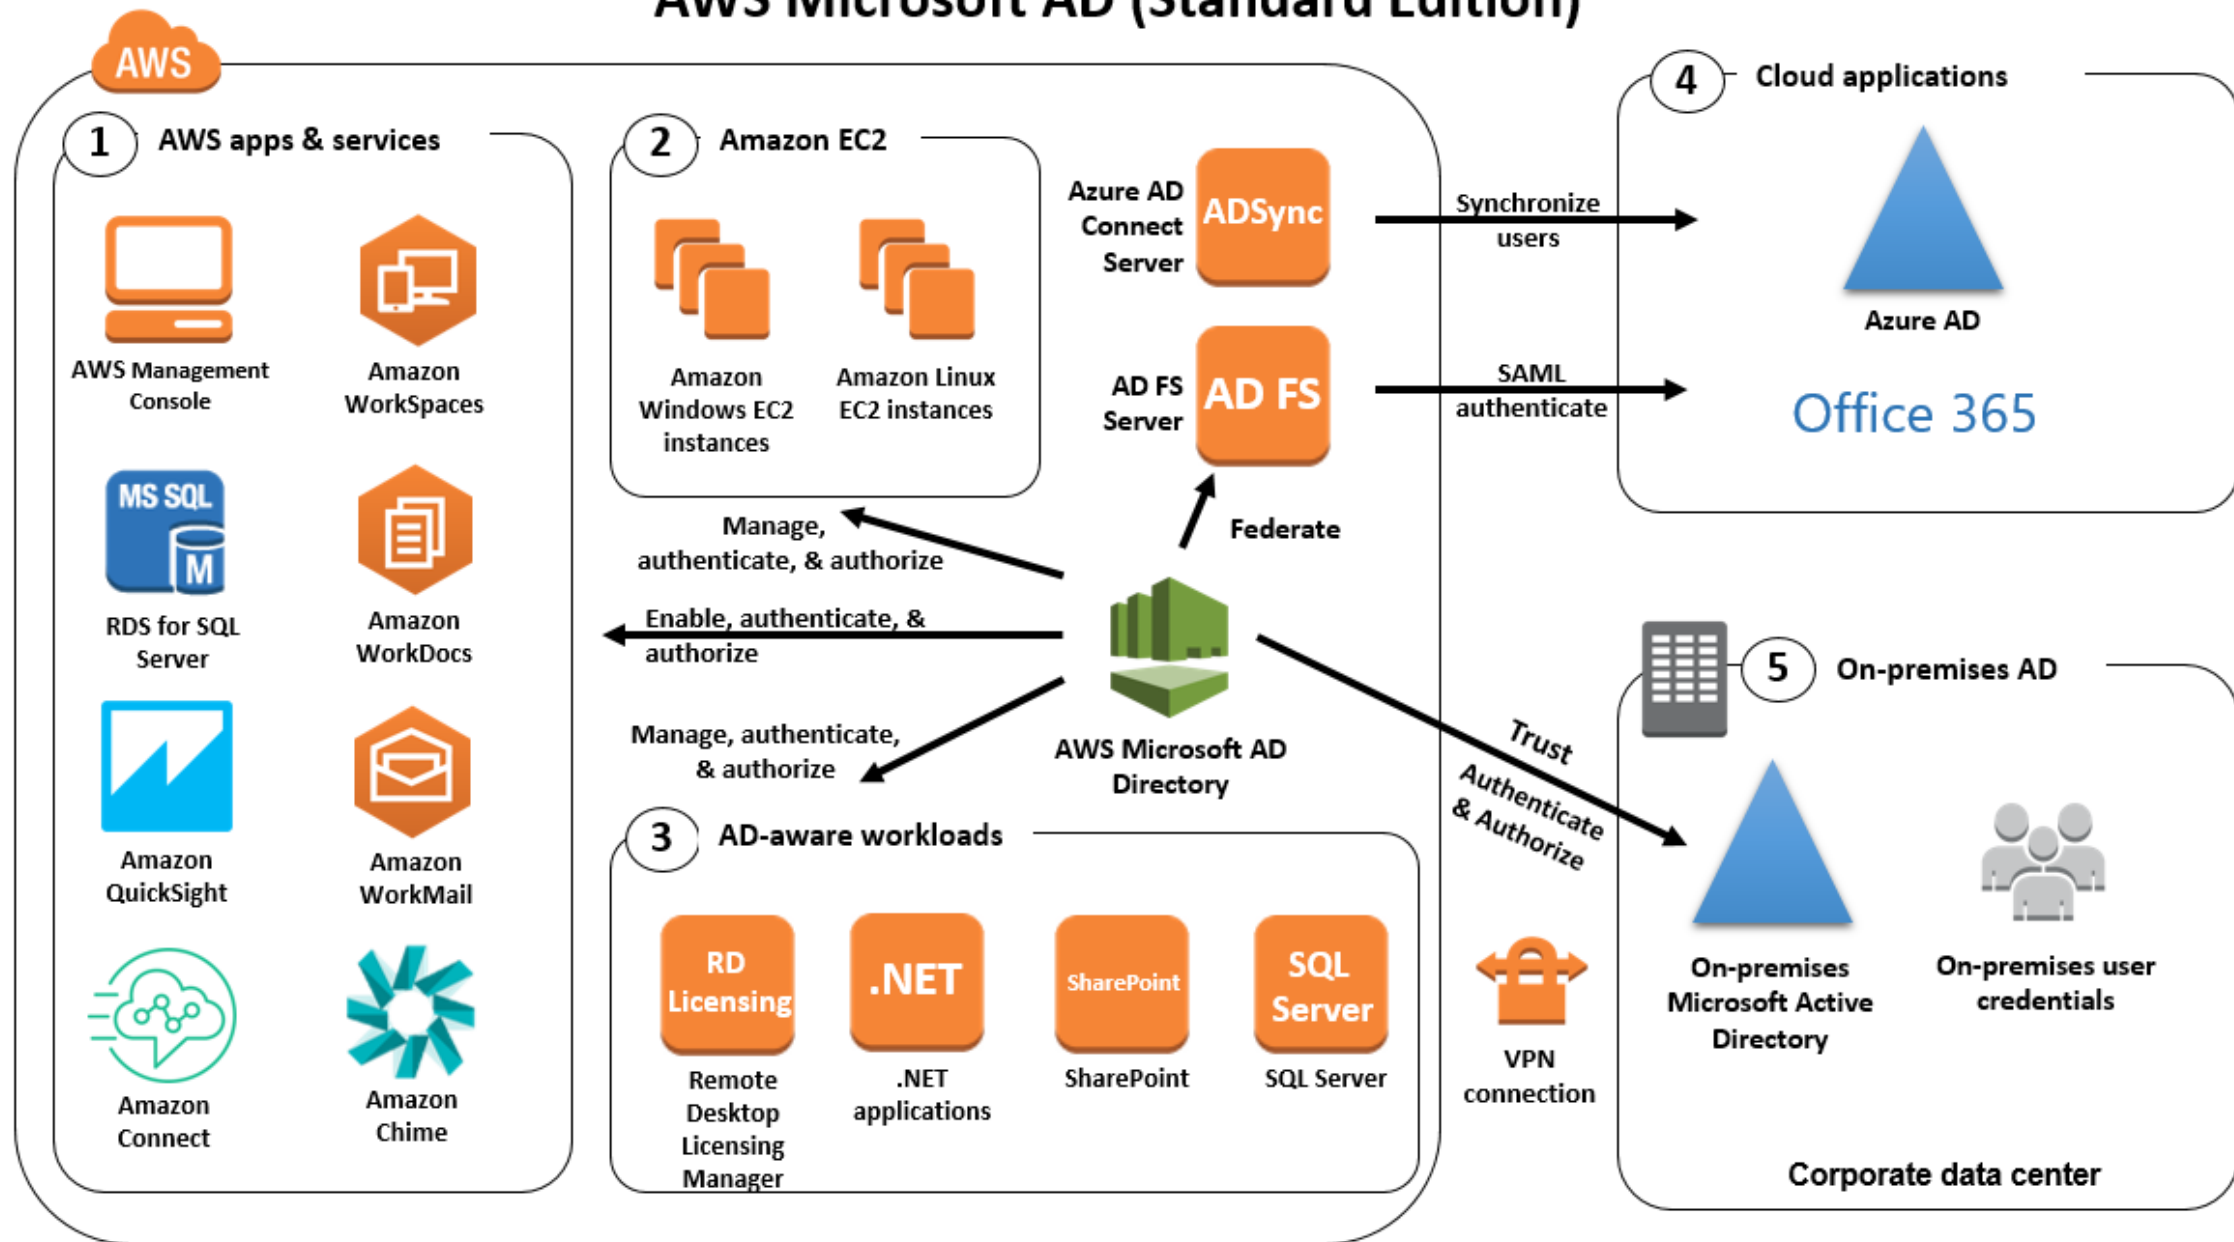 AWS Microsoft AD (Standard Edition)
AWS
1
AWS apps & services
AWS Management
Console
Amazon
WorkSpaces
MS SQL
M
RDS for SQL
Server
Amazon
WorkDocs
Amazon
QuickSight
Amazon
WorkMail
Amazon
Connect
Amazon
Chime
2
Amazon EC2
Amazon
Windows EC2
instances
Amazon Linux
EC2 instances
Azure AD
Connect
Server
ADSync
AD FS
Server
AD FS
Synchronize
users
SAML
authenticate
4
Cloud applications
Azure AD
Office 365
Manage,
authenticate, & authorize
Federate
Enable, authenticate, &
authorize
Manage, authenticate,
& authorize
AWS Microsoft AD
Directory
Trust
Authenticate
& Authorize
3
AD-aware workloads
RD
Licensing
Remote
Desktop
Licensing
Manager
.NET
.NET
applications
SharePoint
SharePoint
SQL
Server
SQL Server
VPN
connection
5
On-premises AD
On-premises
Microsoft Active
Directory
On-premises user
credentials
Corporate data center